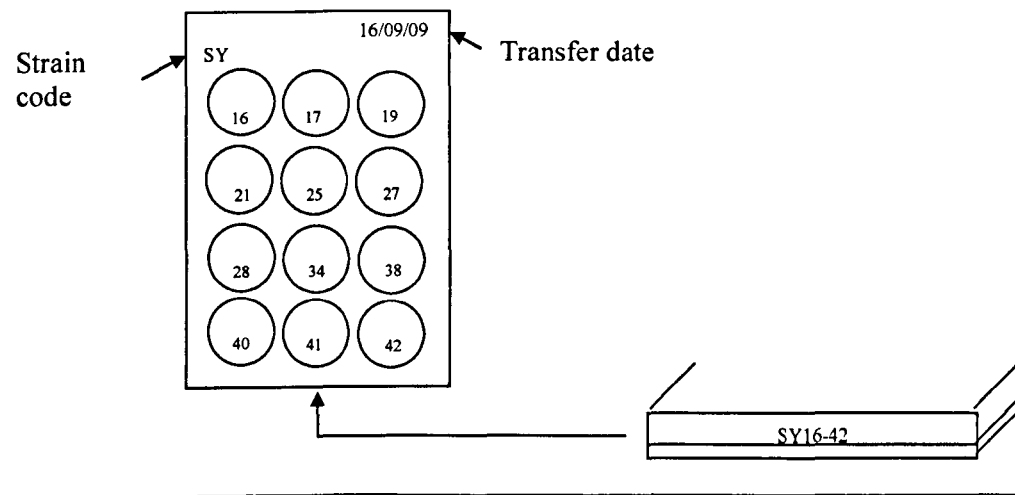 16/09/09
Strain
code
SY
Transfer date
16 17 19
21 25 27
28 34 38
40 41 42
SY16-42